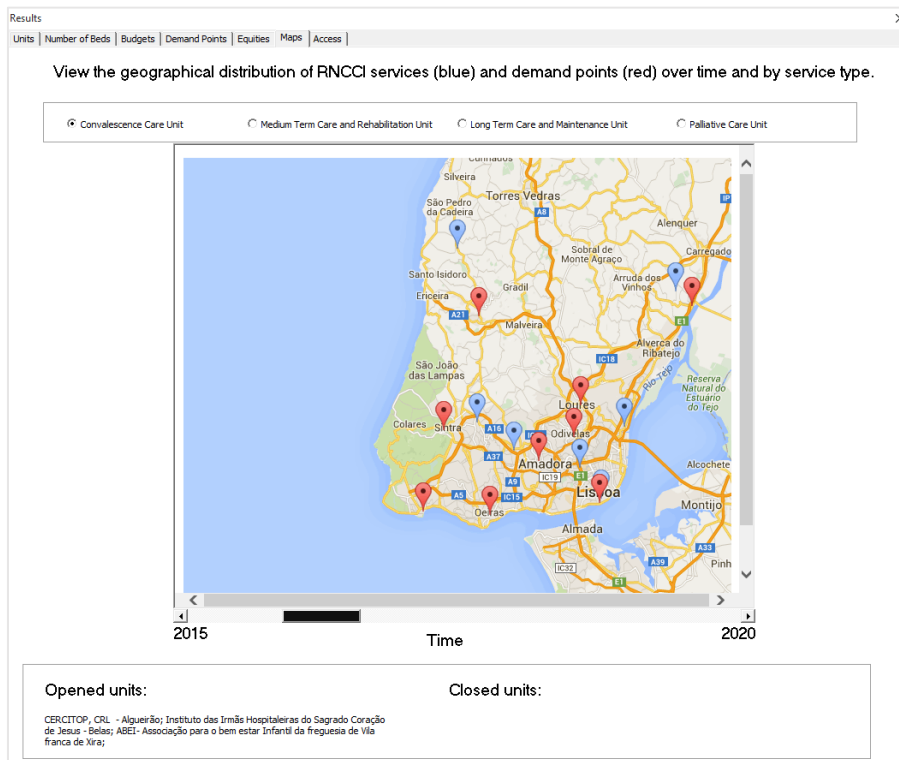 Results
Units | Number of Beds | Budgets | Demand Points | Equities | Maps | Access |
View the geographical distribution of RNCCI services (blue) and demand points (red) over time and by service type.
Convalescence Care Unit Medium Term Care and Rehabilitation Unit Long Term Care and Maintenance Unit Palliative Care Unit
Cunhados
Silveira
Torres Vedras
IP
São Pedro
da Cadeira
A8
Alenquer
Sobral de
Monte Agraço
Carregado
Santo Isidoro
Arruda dos
Vinhos
Gradil
Ericeira
A21
E1
Malveira
Alverca do
Ribatejo
IC18
São João
das Lampas
Rio Tejo
Reserva
Natural do
Estuário
do Tejo
Loures
Colares
Sintra
A16
Odivelas
A37
Amadora
Alcochete
IC19
E1
A9
Lisboa
A5
IC15
Montijo
Oeiras
Almada
A33
A39
Pinh
IC32
E1
2015
Time
2020
Opened units:
Closed units:
CERCITOP, CRL - Algueirão; Instituto das Irmãs Hospitaleiras do Sagrado Coração
de Jesus - Belas; ABEI- Associação para o bem estar Infantil da freguesia de Vila
franca de Xira;